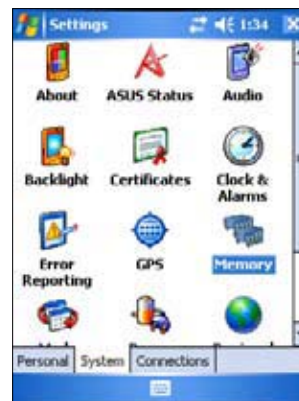 Settings 1:34
About ASUS Status Audio
Backlight Certificates Clock &
Alarms
Error GPS Memory
Reporting
Personal System Connections